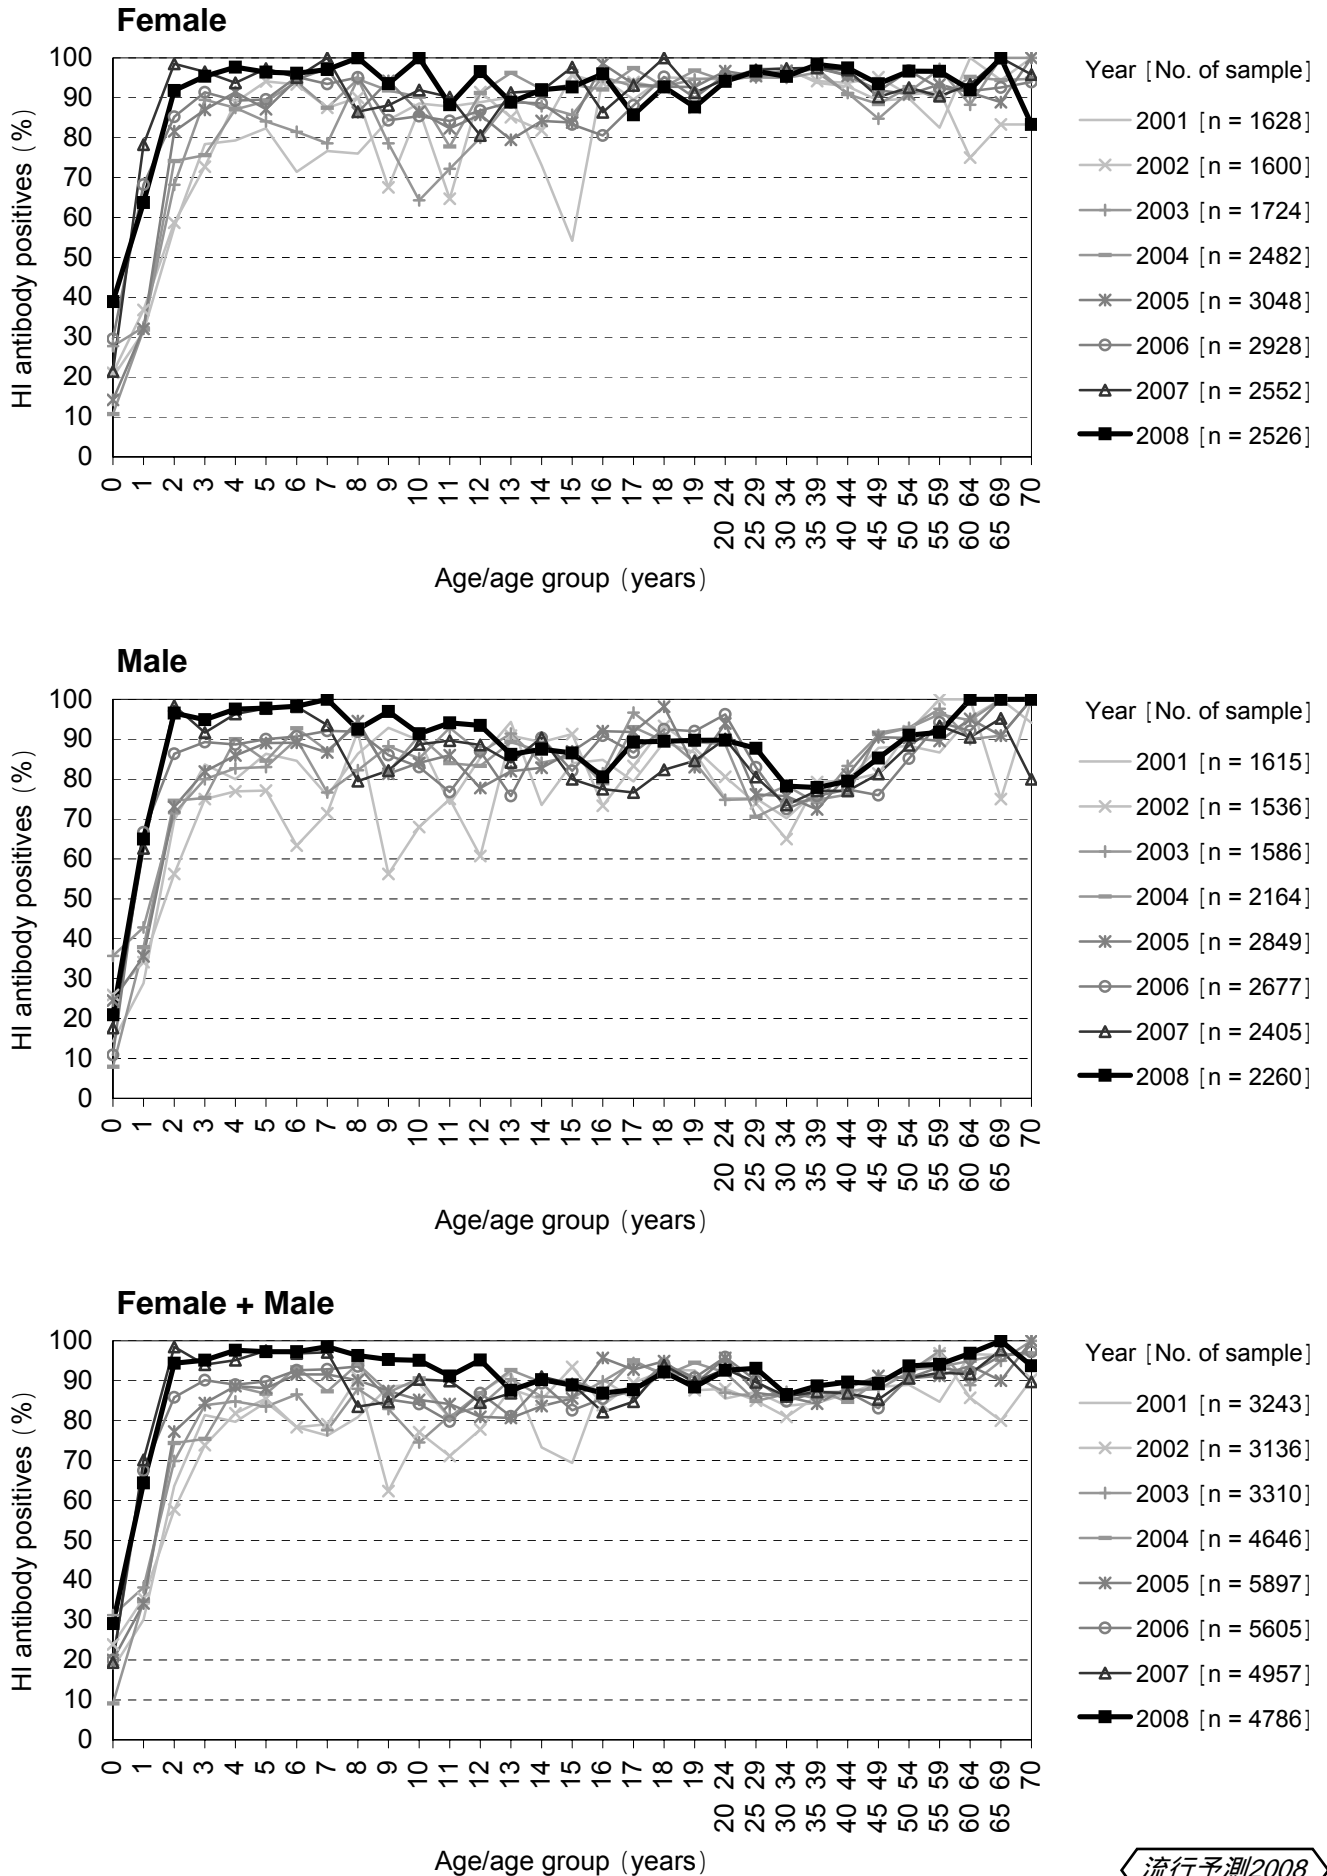 Female
HI antibody positives (%)
100
90
80
70
60
50
40
30
20
10
0
0 1 2 3 4 5 6 7 8 9 10 11 12 13 14 15 16 17 18 19 20 24 25 29 30 34 35 39 40 44 45 49 50 54 55 59 60 64 65 69 70
Age/age group (years)
Year [No. of sample]
2001 [n = 1628]
2002 [n = 1600]
2003 [n = 1724]
2004 [n = 2482]
2005 [n = 3048]
2006 [n = 2928]
2007 [n = 2552]
2008 [n = 2526]
Male
HI antibody positives (%)
100
90
80
70
60
50
40
30
20
10
0
0 1 2 3 4 5 6 7 8 9 10 11 12 13 14 15 16 17 18 19 20 24 25 29 30 34 35 39 40 44 45 49 50 54 55 59 60 64 65 69 70
Age/age group (years)
Year [No. of sample]
2001 [n = 1615]
2002 [n = 1536]
2003 [n = 1586]
2004 [n = 2164]
2005 [n = 2849]
2006 [n = 2677]
2007 [n = 2405]
2008 [n = 2260]
Female + Male
HI antibody positives (%)
100
90
80
70
60
50
40
30
20
10
0
0 1 2 3 4 5 6 7 8 9 10 11 12 13 14 15 16 17 18 19 20 24 25 29 30 34 35 39 40 44 45 49 50 54 55 59 60 64 65 69 70
Age/age group (years)
Year [No. of sample]
2001 [n = 3243]
2002 [n = 3136]
2003 [n = 3310]
2004 [n = 4646]
2005 [n = 5897]
2006 [n = 5605]
2007 [n = 4957]
2008 [n = 4786]
流行予測2008